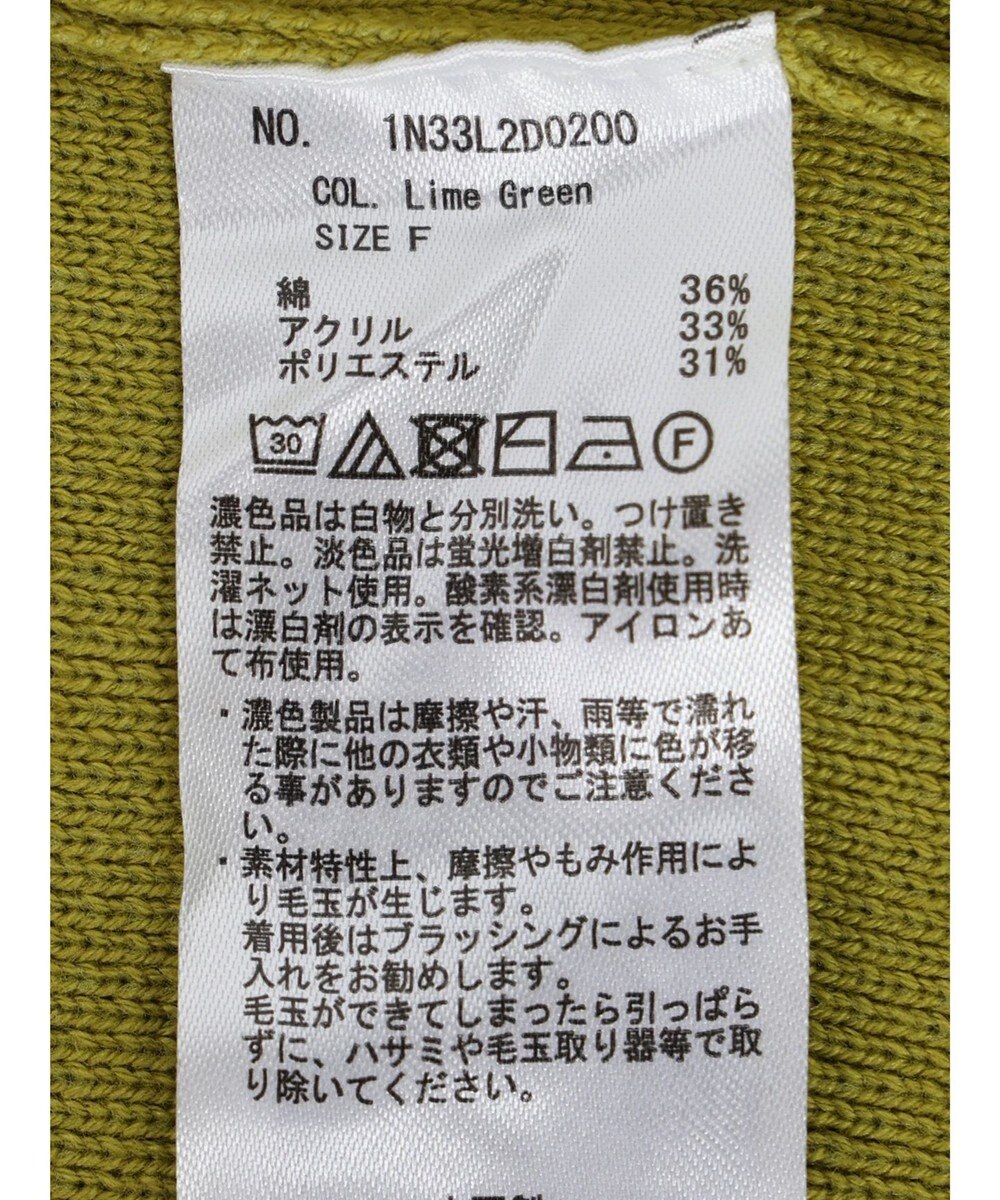 NO. 1N33L2D0200
COL. Lime Green
SIZE F
綿 36%
アクリル 33%
ポリエステル 31%
30 F
濃色品は白物と分別洗い。つけ置き
禁止。淡色品は蛍光増白剤禁止。洗
濯ネット使用。酸素系漂白剤使用時
は漂白剤の表示を確認。アイロンあ
て布使用。
・濃色製品は摩擦や汗、雨等で濡れ
た際に他の衣類や小物類に色が移
る事がありますのでご注意くださ
い。
・素材特性上、摩擦やもみ作用によ
り毛玉が生じます。
着用後はブラッシングによるお手
入れをお勧めします。
毛玉ができてしまったら引っぱら
ずに、ハサミや毛玉取り器等で取
り除いてください。